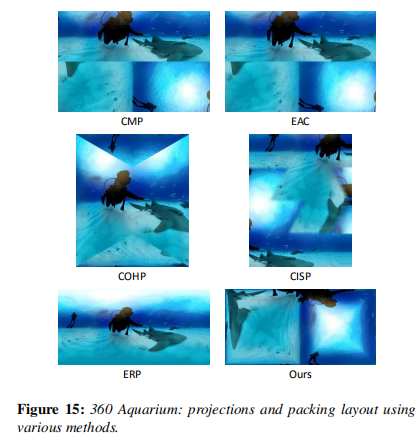 CMP
EAC
COHP
CISP
ERP
Ours
Figure 15: 360 Aquarium: projections and packing layout using
various methods.